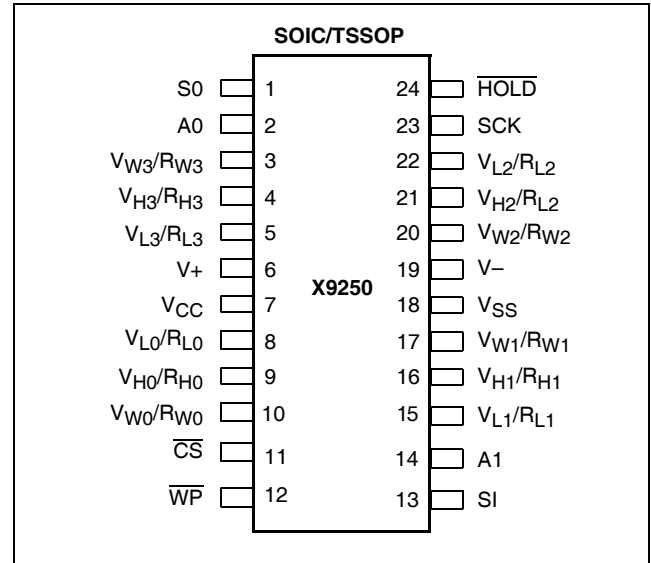 SOIC/TSSOP
S0 1 24 HOLD
A0 2 23 SCK
VW3/RW3 3 22 VL2/RL2
VH3/RH3 4 21 VH2/RL2
VL3/RL3 5 20 VW2/RW2
V+ 6 19 V–
X9250
VCC 7 18 VSS
VL0/RL0 8 17 VW1/RW1
VH0/RH0 9 16 VH1/RH1
VW0/RW0 10 15 VL1/RL1
CS 11 14 A1
WP 12 13 SI